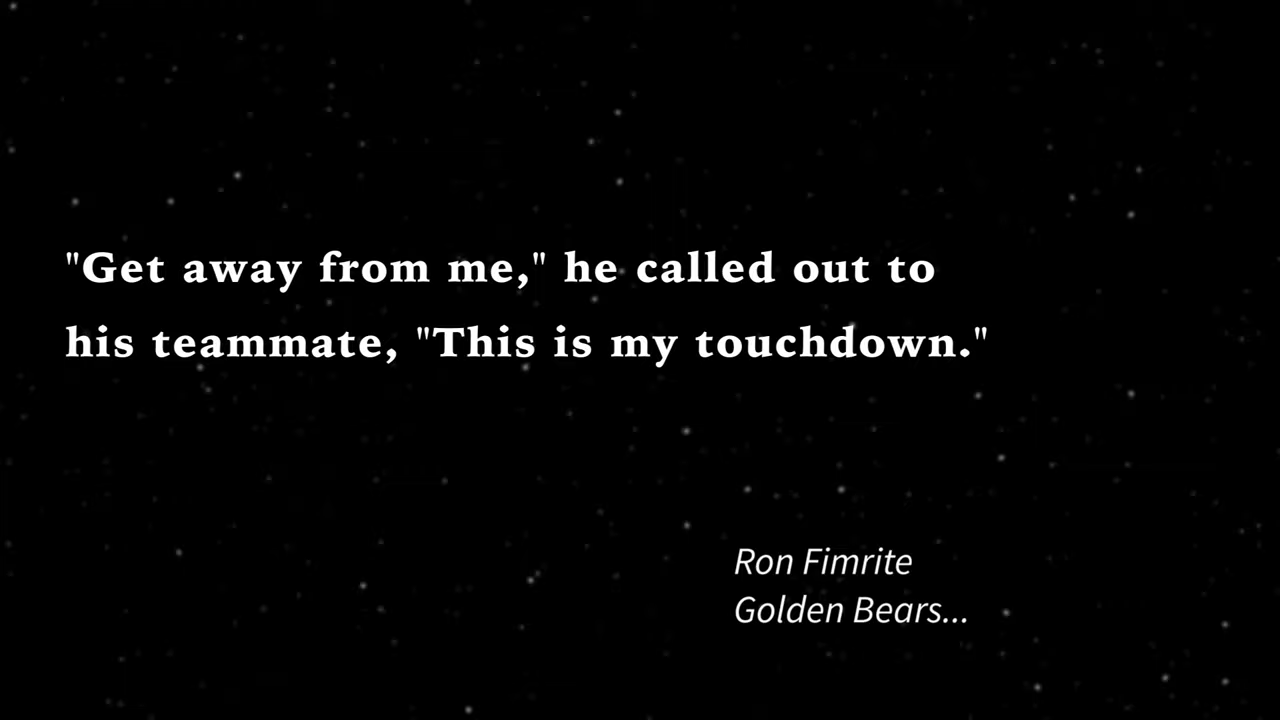 "Get away from me," he called out to
his teammate, "This is my touchdown."
Ron Fimrite
Golden Bears...